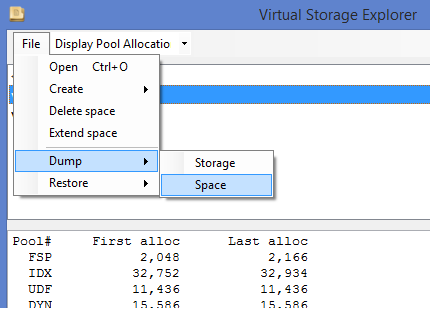 Virtual Storage Explorer
File Display Pool Allocatio
Open Ctrl+O
Create
Delete space
Extend space
Dump
Storage
Restore
Space
Pool# First alloc Last alloc
FSP 2,048 2,166
IDX 32,752 32,934
UDF 11,436 11,436
DYN 15,586 15,586